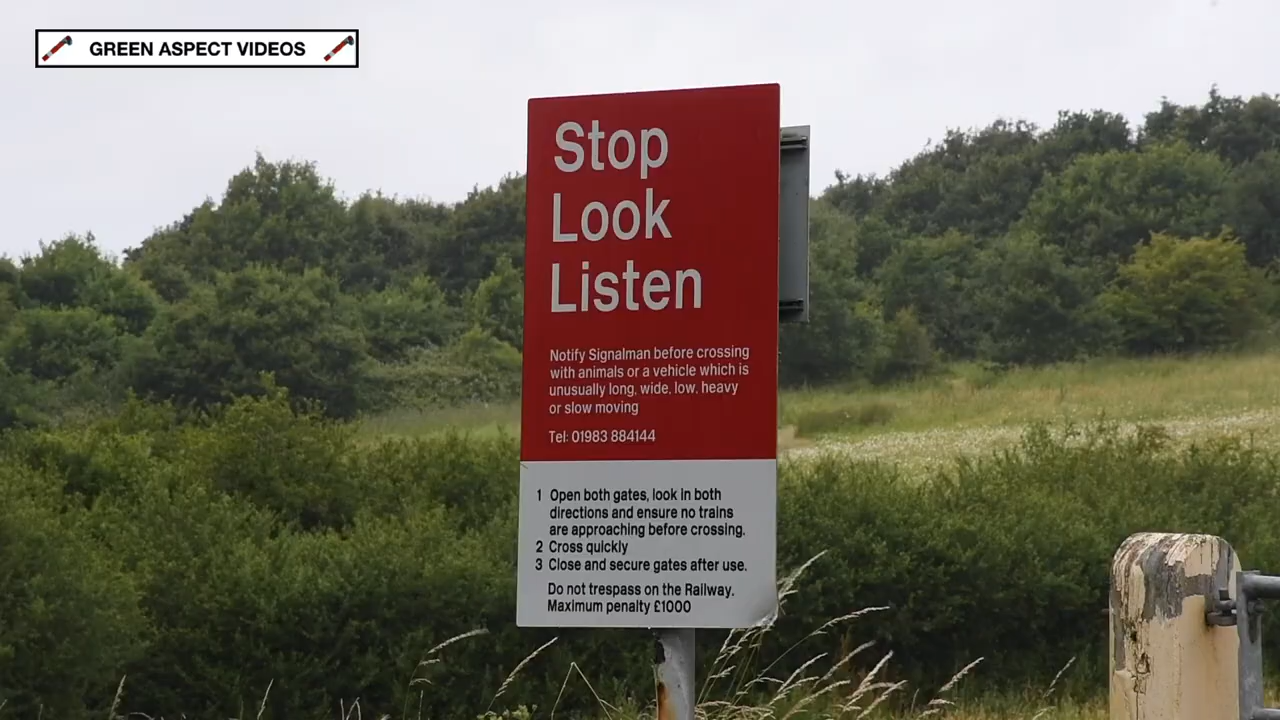 GREEN ASPECT VIDEOS
Stop
Look
Listen
Notify Signalman before crossing
with animals or a vehicle which is
unusually long, wide, low, heavy
or slow moving
Tel: 01983 884144
1 Open both gates, look in both
directions and ensure no trains
are approaching before crossing.
2 Cross quickly
3 Close and secure gates after use.
Do not trespass on the Railway.
Maximum penalty £1000